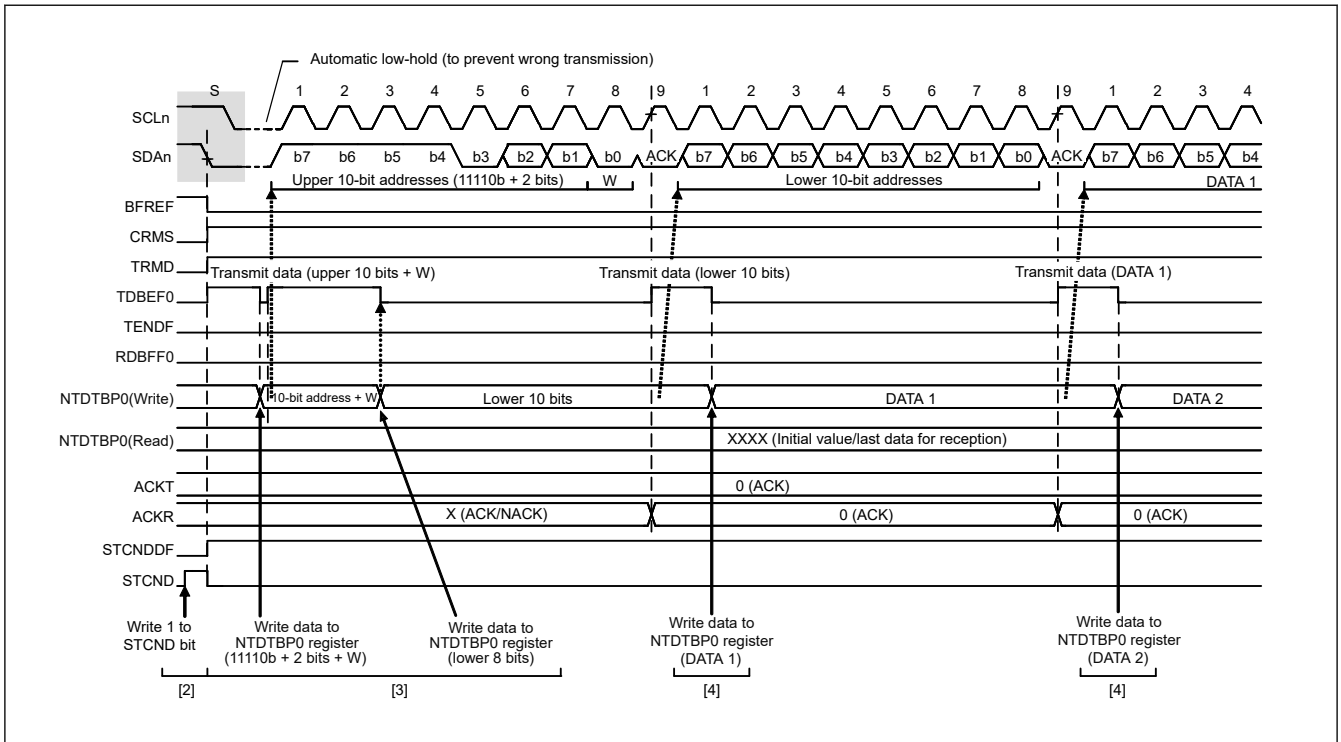 Automatic low-hold (to prevent wrong transmission)
S 1 2 3 4 5 6 7 8 9 1 2 3 4 5 6 7 8 9 1 2 3 4
SCLn
SDAn b7 b6 b5 b4 b3 b2 b1 b0 ACK b7 b6 b5 b4 b3 b2 b1 b0 ACK b7 b6 b5 b4
Upper 10-bit addresses (11110b + 2 bits) W Lower 10-bit addresses DATA 1
BFREF
CRMS
TRMD
Transmit data (upper 10 bits + W) Transmit data (lower 10 bits) Transmit data (DATA 1)
TDBEF0
TENDF
RDBFF0
NTDTBP0(Write) 10-bit address + W Lower 10 bits DATA 1 DATA 2
NTDTBP0(Read) XXXX (Initial value/last data for reception)
ACKT 0 (ACK)
ACKR X (ACK/NACK) 0 (ACK) 0 (ACK)
STCNDDF
STCND
Write 1 to Write data to Write data to Write data to Write data to
STCND bit NTDTBP0 register NTDTBP0 register NTDTBP0 register NTDTBP0 register
(11110b + 2 bits + W) (lower 8 bits) (DATA 1) (DATA 2)
[2] [3] [4] [4]